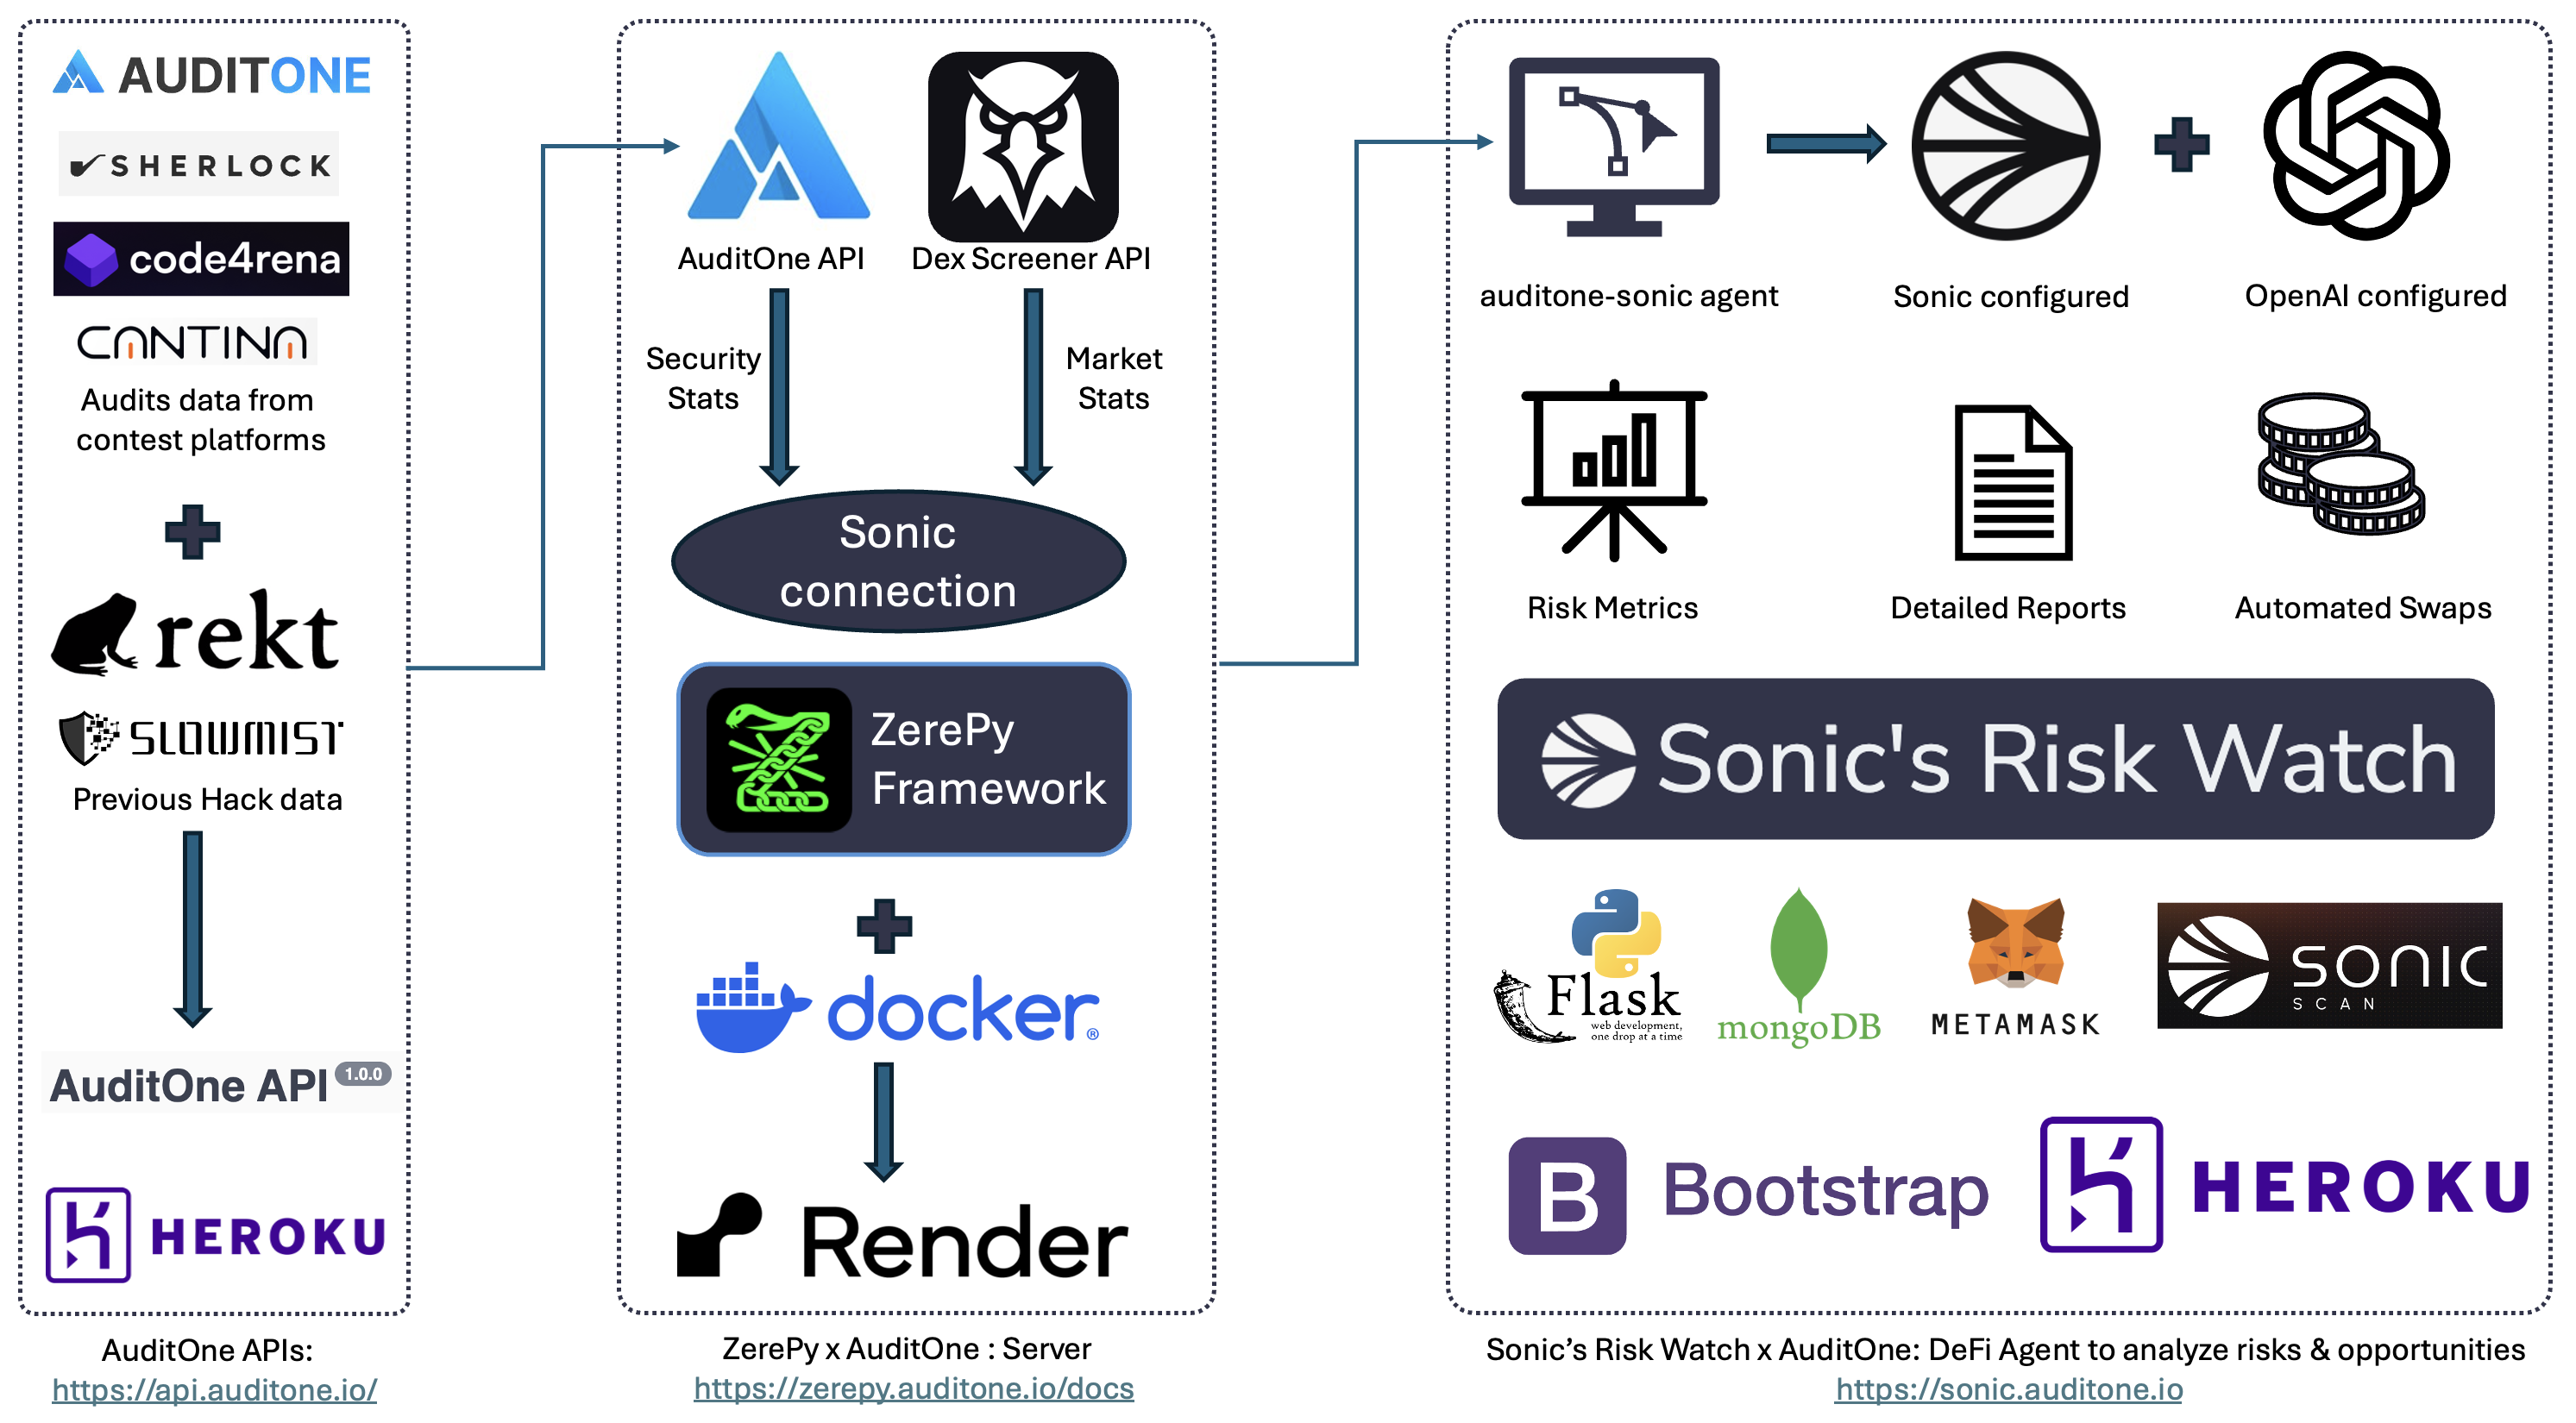 AUDITONE
SHERLOCK
code4rena
CANTINA
Audits data from
contest platforms
rekt
SLOWMIST
Previous Hack data
AuditOne API 1.0.0
HEROKU
AuditOne APIs:
https://api.auditone.io/
AuditOne API
Dex Screener API
Security
Stats
Market
Stats
Sonic
connection
ZerePy
Framework
docker®
Render
ZerePy x AuditOne : Server
https://zerepy.auditone.io/docs
auditone-sonic agent
Sonic configured
OpenAI configured
Risk Metrics
Detailed Reports
Automated Swaps
Sonic's Risk Watch
Flask
web development,
one drop at a time
mongoDB
METAMASK
SONIC
SCAN
B Bootstrap
HEROKU
Sonic’s Risk Watch x AuditOne: DeFi Agent to analyze risks & opportunities
https://sonic.auditone.io